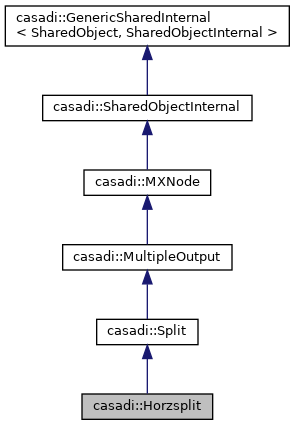 casadi::GenericSharedInternal
< SharedObject, SharedObjectInternal >
casadi::SharedObjectInternal
casadi::MXNode
casadi::MultipleOutput
casadi::Split
casadi::Horzsplit